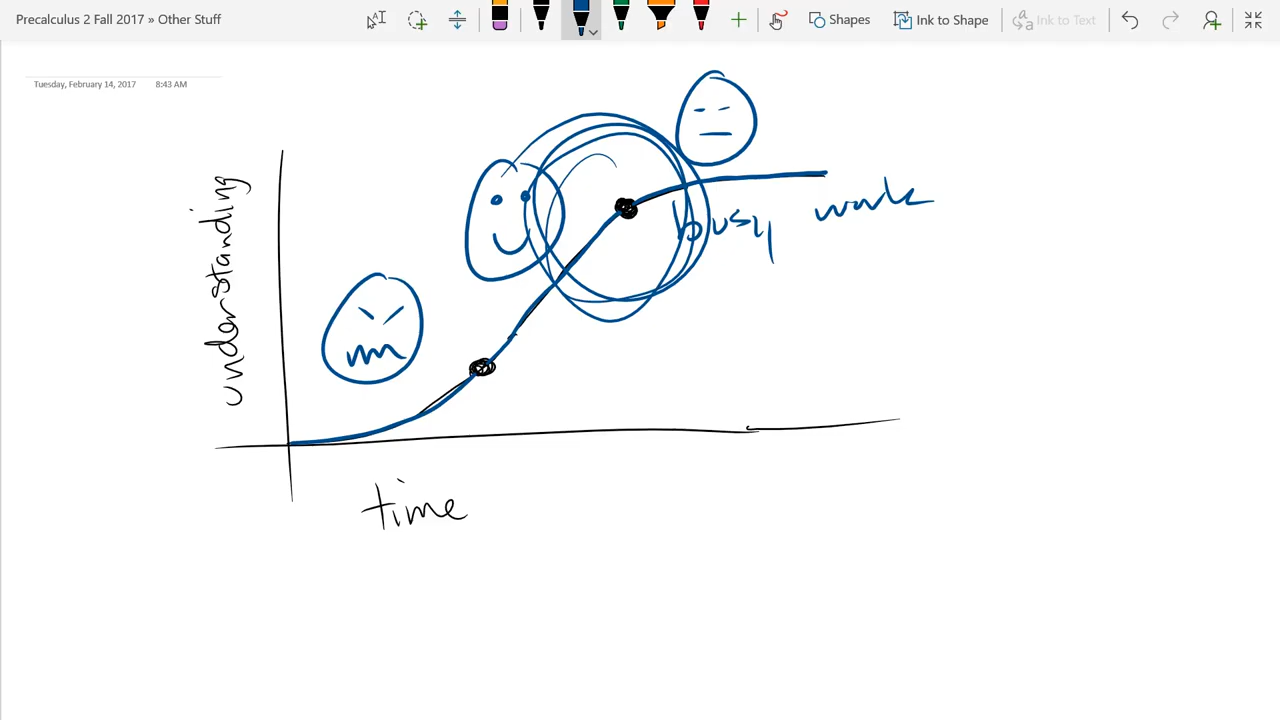 Precalculus 2 Fall 2017 » Other Stuff
Shapes
Ink to Shape
Ink to Text
Tuesday, February 14, 2017 8:43 AM
understanding
busy work
time